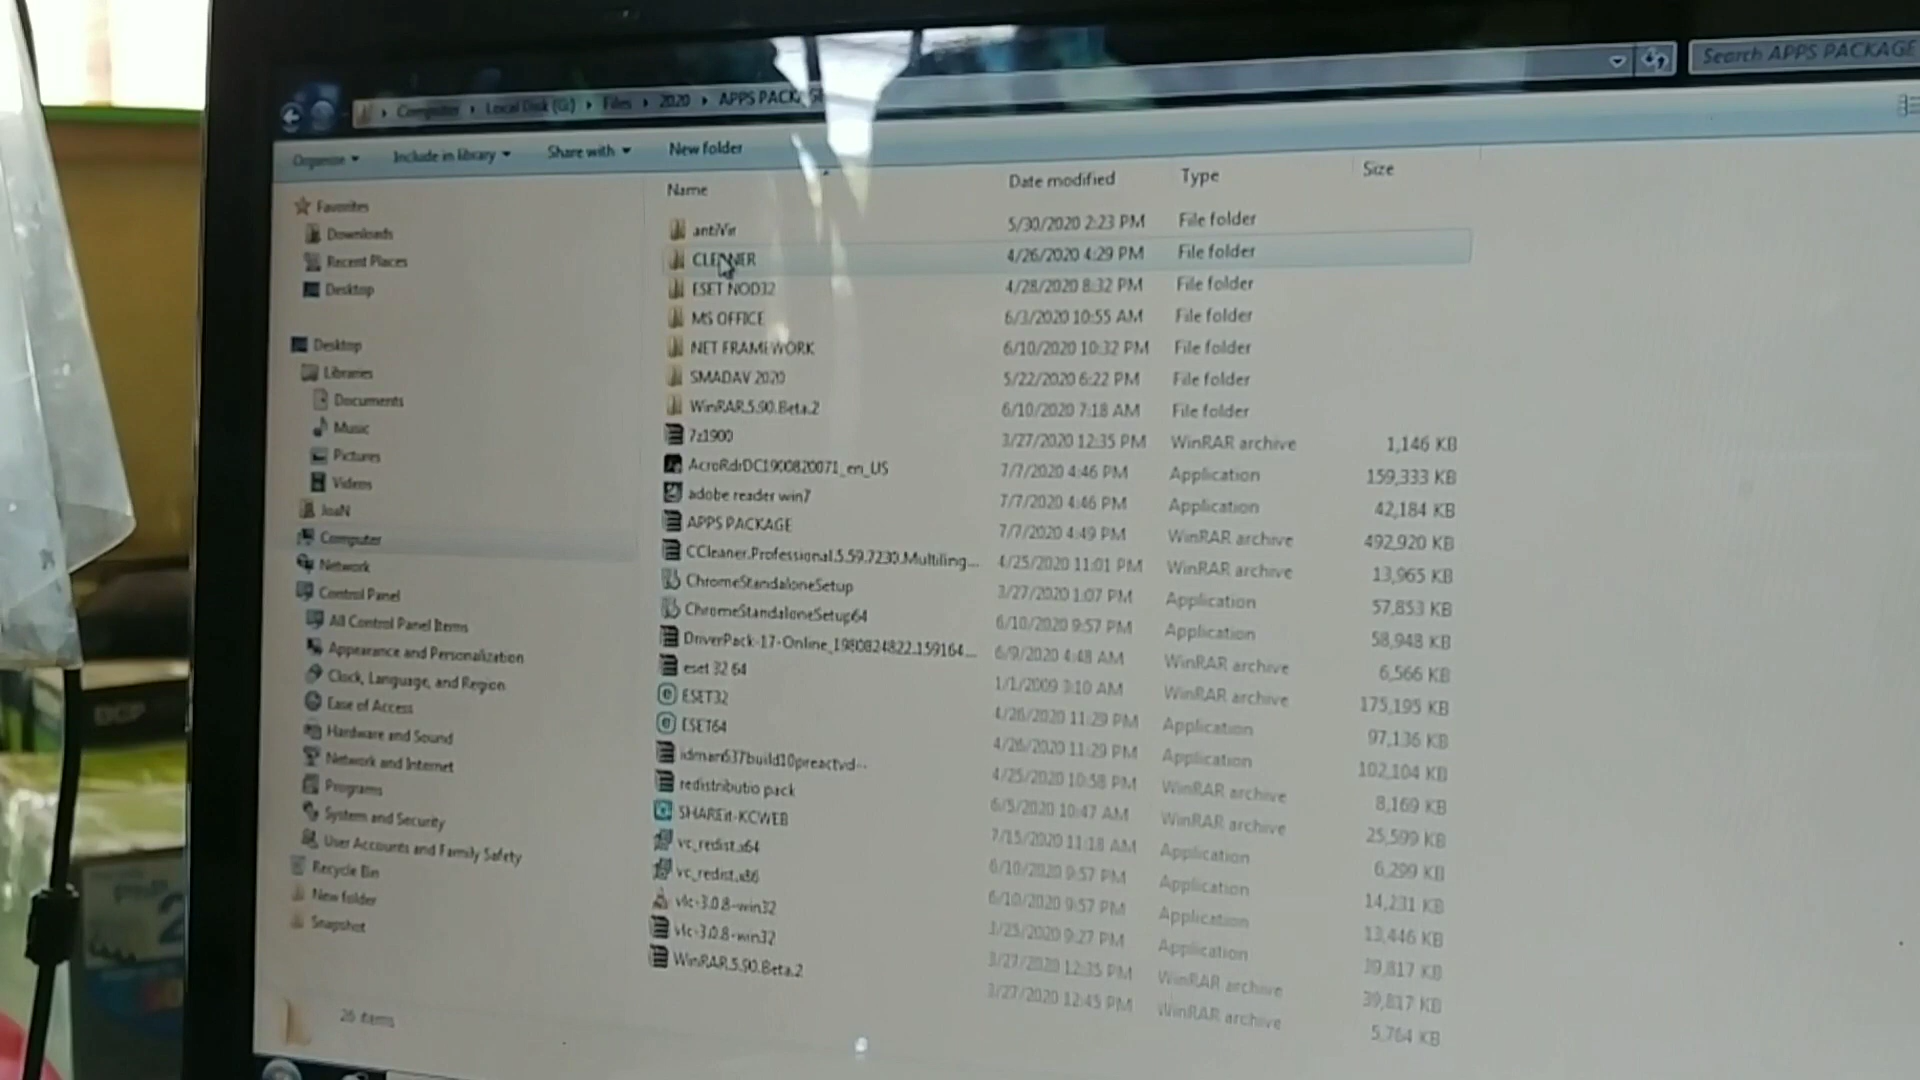 Computer ▸ Local Disk (G:) ▸ Files ▸ 2020 ▸ APPS PACKAGE
Search APPS PACKAGE
Organize Include in library Share with New folder
Name Date modified Type Size
Favorites
Downloads
Recent Places
Desktop
Desktop
Libraries
Documents
Music
Pictures
Videos
JoaN
Computer
Network
Control Panel
All Control Panel Items
Appearance and Personalization
Clock, Language, and Region
Ease of Access
Hardware and Sound
Network and Internet
Programs
System and Security
User Accounts and Family Safety
Recycle Bin
New folder
Snapshot
antiVir 5/30/2020 2:23 PM File folder
CLEANER 4/26/2020 4:29 PM File folder
ESET NOD32 4/28/2020 8:32 PM File folder
MS OFFICE 6/3/2020 10:55 AM File folder
NET FRAMEWORK 6/10/2020 10:32 PM File folder
SMADAV 2020 5/22/2020 6:22 PM File folder
WinRAR.5.90.Beta.2 6/10/2020 7:18 AM File folder
7z1900 3/27/2020 12:35 PM WinRAR archive 1,146 KB
AcroRdrDC1900820071_en_US 7/7/2020 4:46 PM Application 159,333 KB
adobe reader win7 7/7/2020 4:46 PM Application 42,184 KB
APPS PACKAGE 7/7/2020 4:49 PM WinRAR archive 492,920 KB
CCleaner.Professional.5.59.7230.Multiling... 4/25/2020 11:01 PM WinRAR archive 13,965 KB
ChromeStandaloneSetup 3/27/2020 1:07 PM Application 57,853 KB
ChromeStandaloneSetup64 6/10/2020 9:57 PM Application 58,948 KB
DriverPack-17-Online_1980824822.159164... 6/9/2020 4:48 AM WinRAR archive 6,566 KB
eset 32 64 1/1/2009 3:10 AM WinRAR archive 175,195 KB
ESET32 4/26/2020 11:29 PM Application 97,136 KB
ESET64 4/26/2020 11:29 PM Application 102,104 KB
idman637build10preactvd-- 4/25/2020 10:58 PM WinRAR archive 8,169 KB
redistributio pack 6/5/2020 10:47 AM WinRAR archive 25,599 KB
SHAREit-KCWEB 7/15/2020 11:18 AM Application 6,299 KB
vc_redist.x64 6/10/2020 9:57 PM Application 14,231 KB
vc_redist.x86 6/10/2020 9:57 PM Application 13,446 KB
vlc-3.0.8-win32 1/25/2020 9:27 PM Application 39,817 KB
vlc-3.0.8-win32 3/27/2020 12:35 PM WinRAR archive 39,817 KB
WinRAR.5.90.Beta.2 3/27/2020 12:45 PM WinRAR archive 5,764 KB
26 items